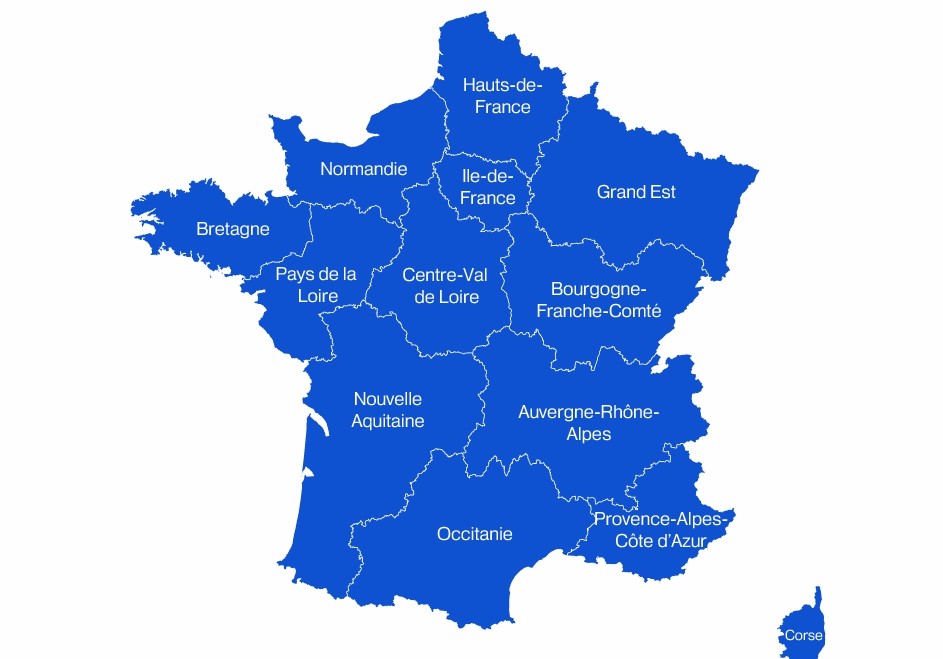 Hauts-de-
France
Normandie
Ile-de-
France
Grand Est
Bretagne
Pays de la
Loire
Centre-Val
de Loire
Bourgogne-
Franche-Comté
Nouvelle
Aquitaine
Auvergne-Rhône-
Alpes
Occitanie
Provence-Alpes-
Côte d'Azur
Corse